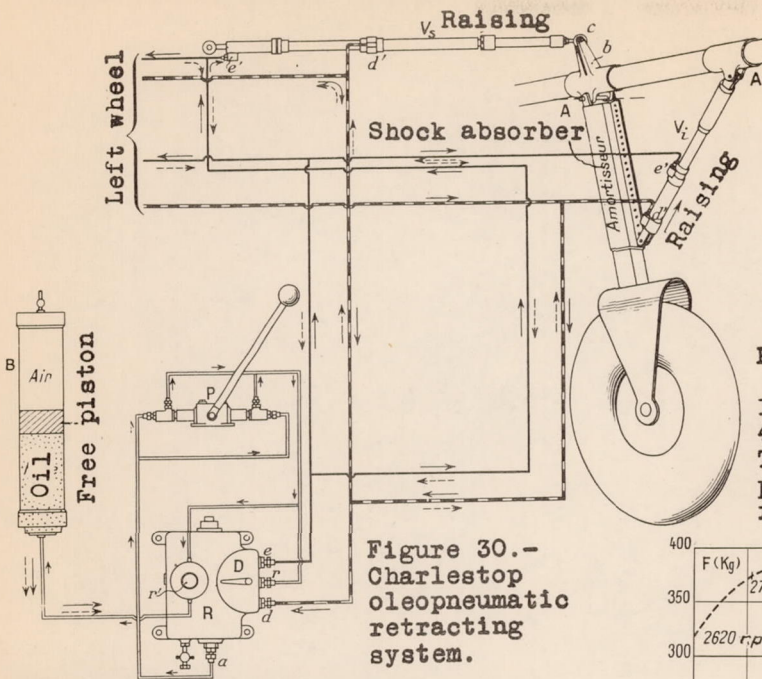 Raising
V_s
c
b
e'
d'
A
A
Left wheel
Shock absorber
Amortisseur
V_i
e'
d'
Raising
B
Air
Free piston
Oil
P
e
D
r
r'
R
d
a
Figure 30.-
Charlestop
oleopneumatic
retracting
system.
400
F(Kg)
350
2620 r.p
300